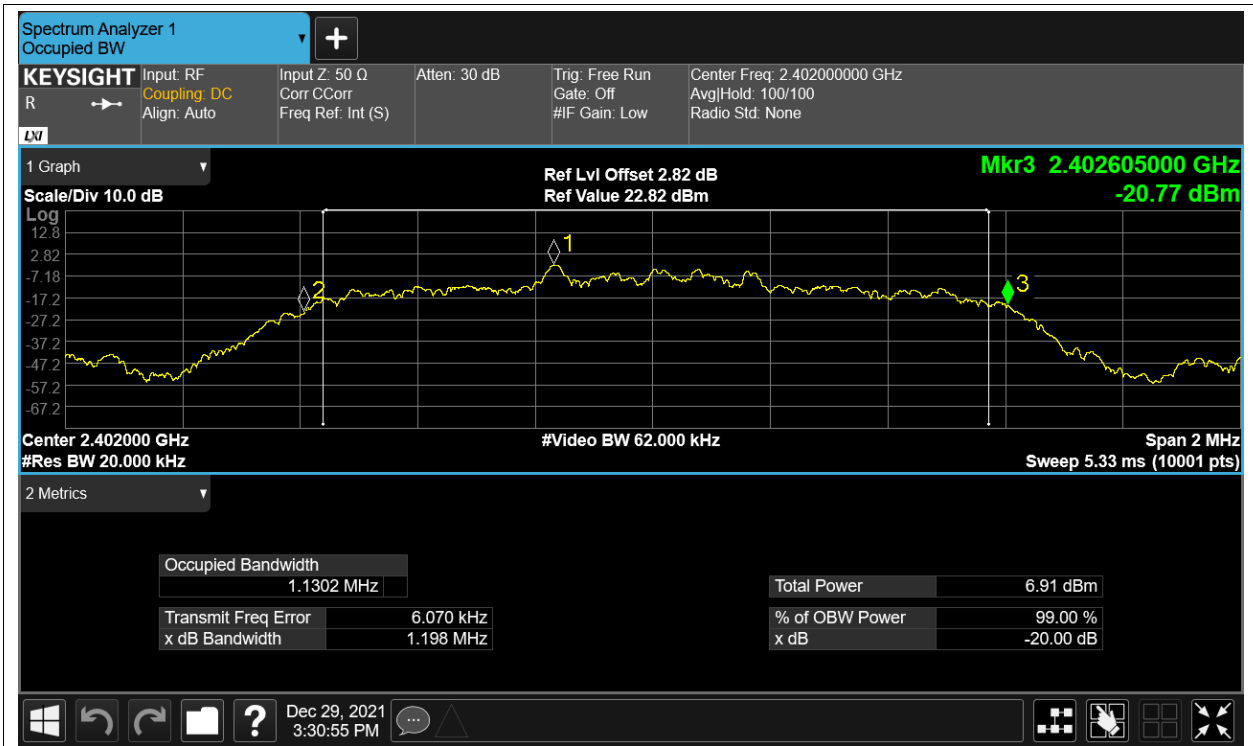 Spectrum Analyzer 1
Occupied BW
KEYSIGHT
R
LXI
Input: RF
Coupling: DC
Align: Auto
Input Z: 50 Ω
Corr CCorr
Freq Ref: Int (S)
Atten: 30 dB
Trig: Free Run
Gate: Off
#IF Gain: Low
Center Freq: 2.402000000 GHz
Avg|Hold: 100/100
Radio Std: None
1 Graph
Scale/Div 10.0 dB
Ref Lvl Offset 2.82 dB
Ref Value 22.82 dBm
Mkr3 2.402605000 GHz
-20.77 dBm
Log
12.8
2.82
-7.18
-17.2
-27.2
-37.2
-47.2
-57.2
-67.2
1
2
3
Center 2.402000 GHz
#Res BW 20.000 kHz
#Video BW 62.000 kHz
Span 2 MHz
Sweep 5.33 ms (10001 pts)
2 Metrics
Occupied Bandwidth
1.1302 MHz
Transmit Freq Error 6.070 kHz
x dB Bandwidth 1.198 MHz
Total Power 6.91 dBm
% of OBW Power 99.00 %
x dB -20.00 dB
?
Dec 29, 2021
3:30:55 PM